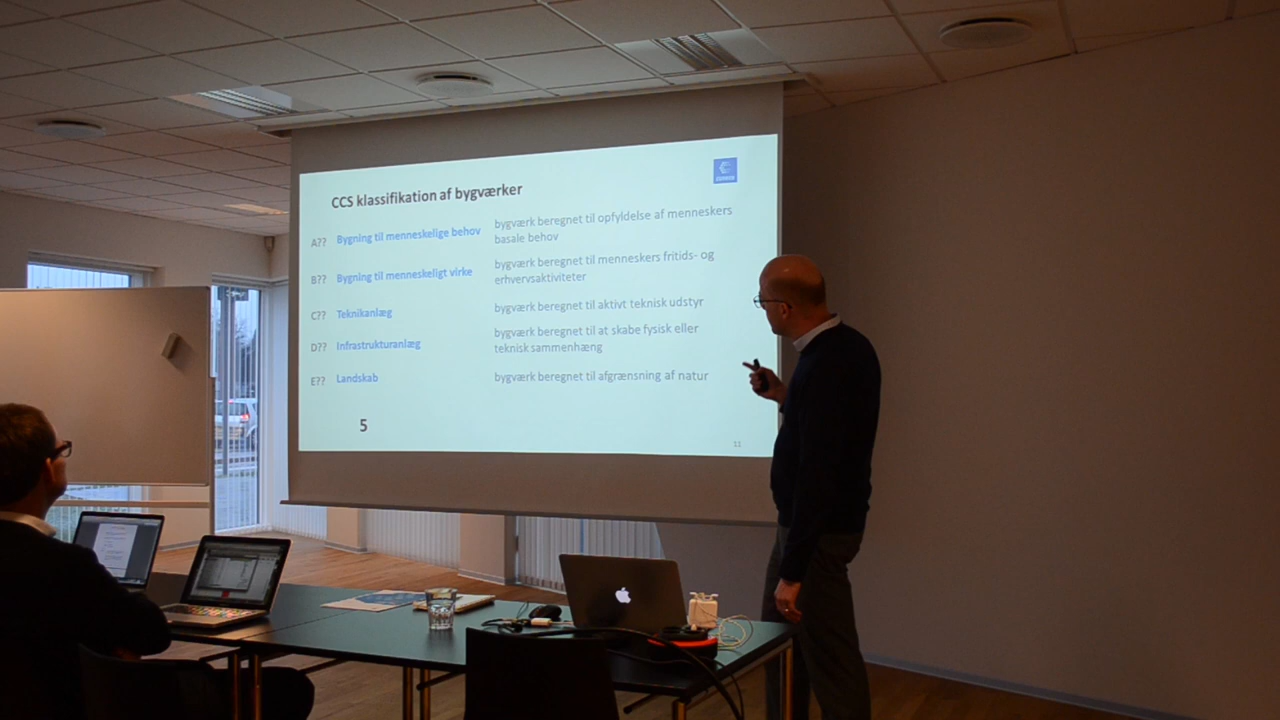 CCS klassifikation af bygværker
A?? Bygning til menneskelige behov bygværk beregnet til opfyldelse af menneskers
basale behov
B?? Bygning til menneskeligt virke bygværk beregnet til menneskers fritids- og
erhvervsaktiviteter
C?? Teknikanlæg bygværk beregnet til aktivt teknisk udstyr
D?? Infrastrukturanlæg bygværk beregnet til at skabe fysisk eller
teknisk sammenhæng
E?? Landskab bygværk beregnet til afgrænsning af natur
5
11